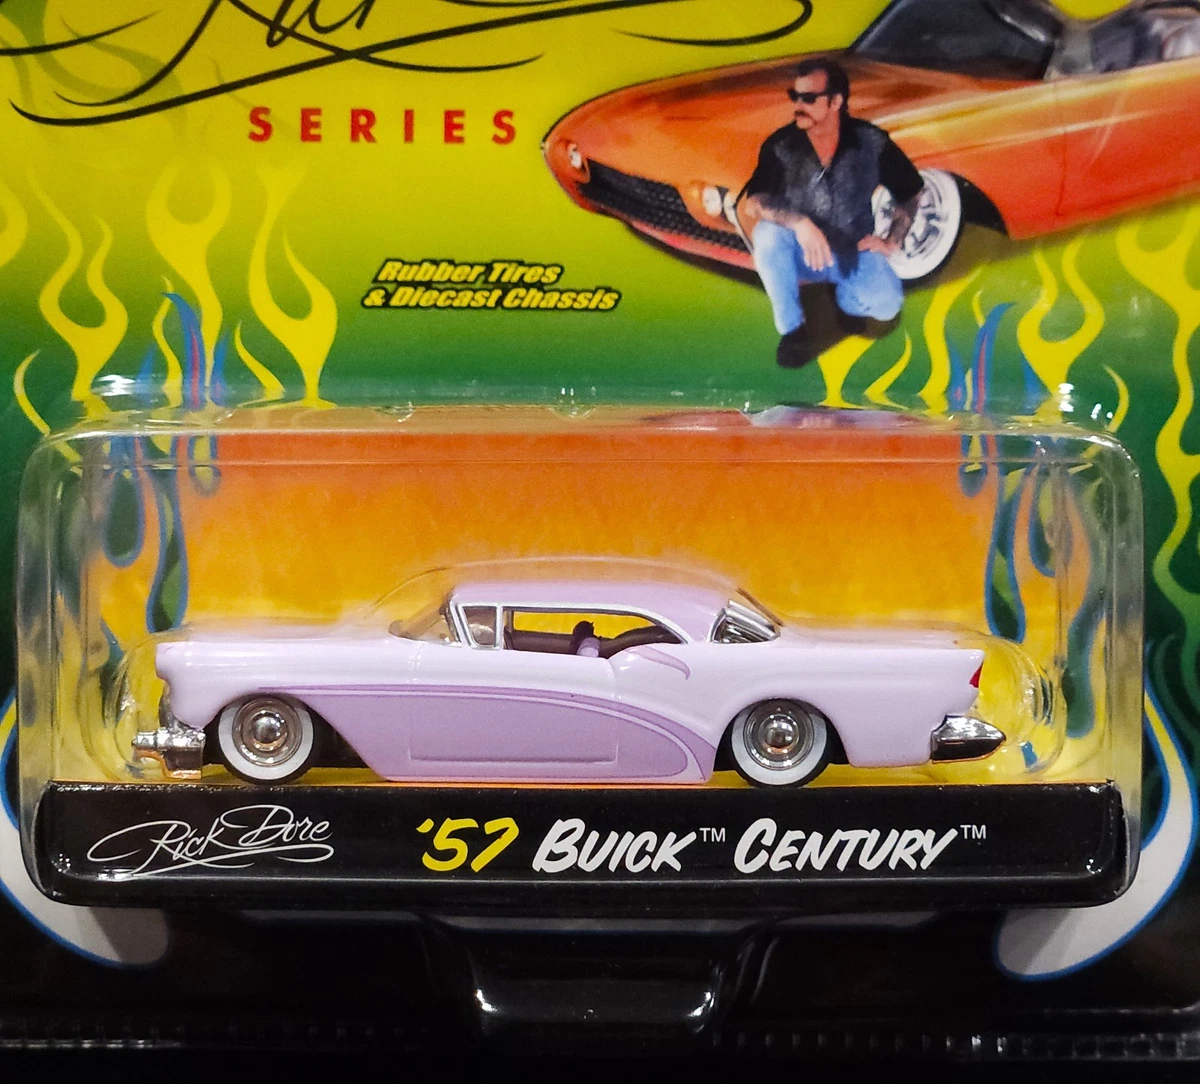 SERIES
Rubber Tires
& Diecast Chassis
Rick Dore
'57 BUICK™ CENTURY™